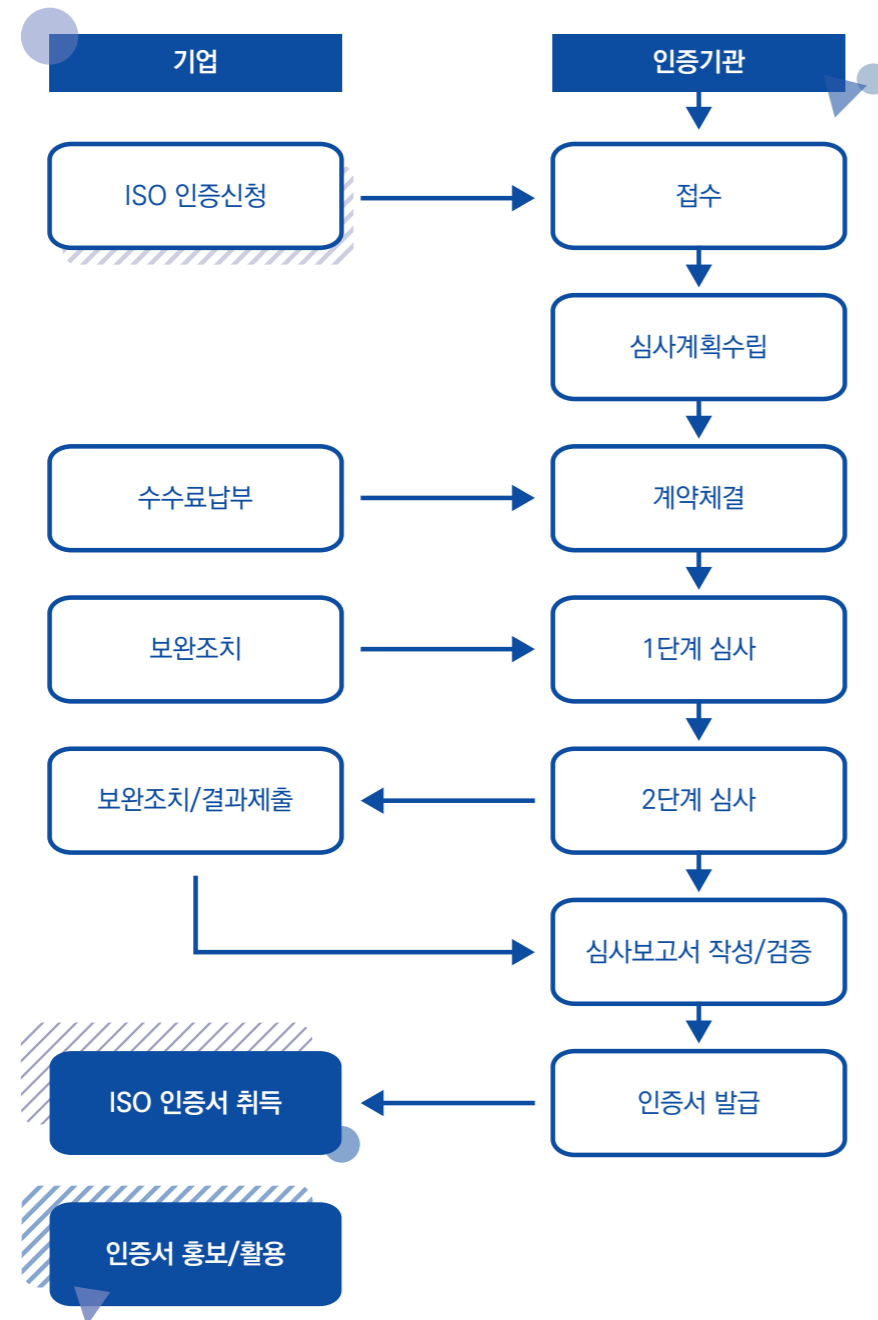 기업
인증기관
ISO 인증신청
접수
심사계획수립
수수료납부
계약체결
보완조치
1단계 심사
보완조치/결과제출
2단계 심사
심사보고서 작성/검증
ISO 인증서 취득
인증서 발급
인증서 홍보/활용